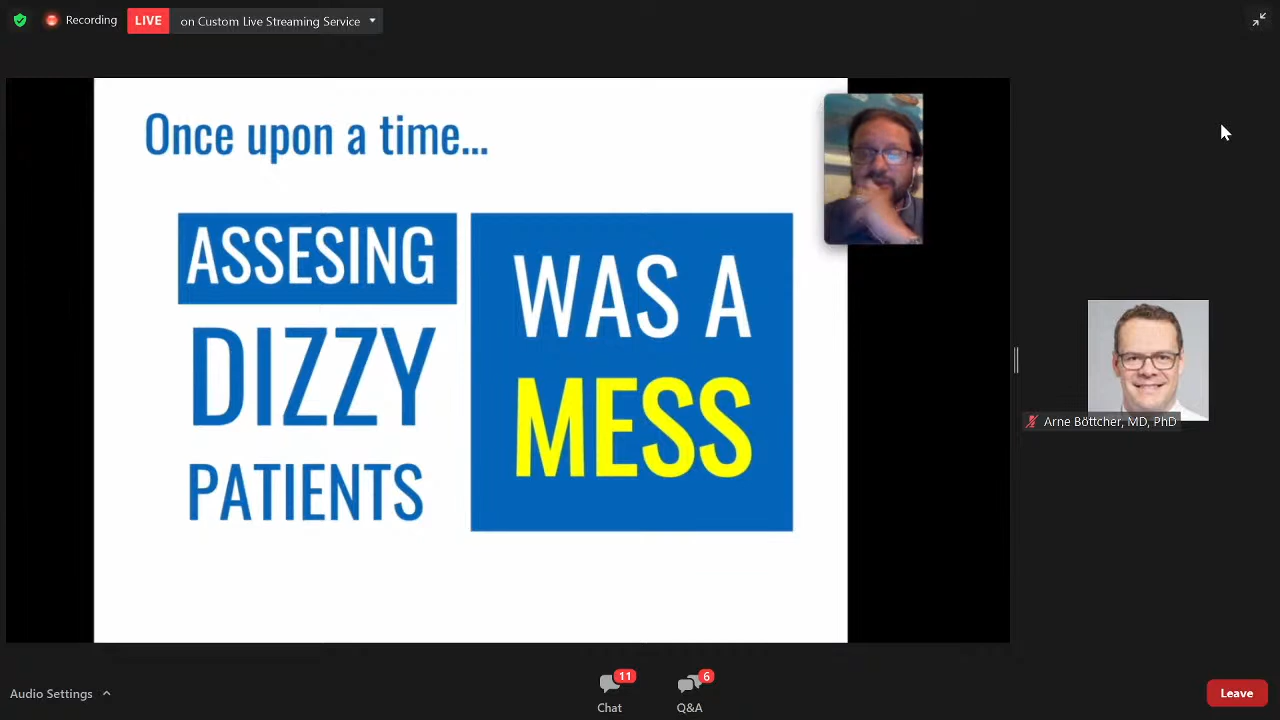 Recording
LIVE
on Custom Live Streaming Service
Once upon a time...
ASSESING
DIZZY
PATIENTS
WAS A
MESS
Arne Böttcher, MD, PhD
Audio Settings
11
Chat
6
Q&A
Leave